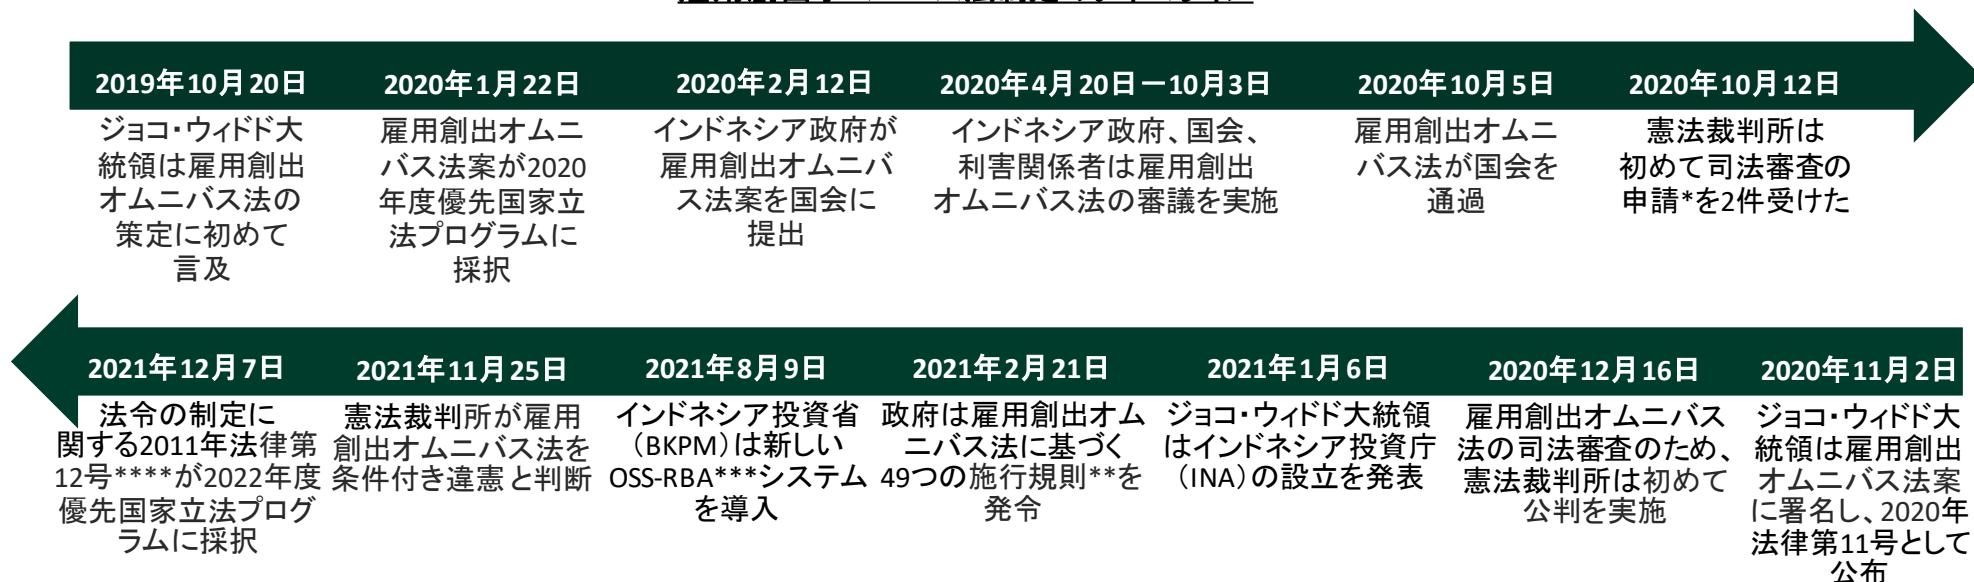 2019年10月20日
ジョコ・ウィドド大
統領は雇用創出
オムニバス法の
策定に初めて
言及
2020年1月22日
雇用創出オムニ
バス法案が2020
年度優先国家立
法プログラムに
採択
2020年2月12日
インドネシア政府が
雇用創出オムニバ
ス法案を国会に
提出
2020年4月20日－10月3日
インドネシア政府、国会、
利害関係者は雇用創出
オムニバス法の審議を実施
2020年10月5日
雇用創出オムニ
バス法が国会を
通過
2020年10月12日
憲法裁判所は
初めて司法審査の
申請*を2件受けた
2020年11月2日
ジョコ・ウィドド大
統領は雇用創出
オムニバス法案
に署名し、2020年
法律第11号として
公布
2020年12月16日
雇用創出オムニバス
法の司法審査のため、
憲法裁判所は初めて
公判を実施
2021年1月6日
ジョコ・ウィドド大統領
はインドネシア投資庁
（INA）の設立を発表
2021年2月21日
政府は雇用創出オム
ニバス法に基づく
49つの施行規則**を
発令
2021年8月9日
インドネシア投資省
（BKPM）は新しい
OSS-RBA***システム
を導入
2021年11月25日
憲法裁判所が雇用
創出オムニバス法を
条件付き違憲と判断
2021年12月7日
法令の制定に
関する2011年法律第
12号****が2022年度
優先国家立法プログ
ラムに採択